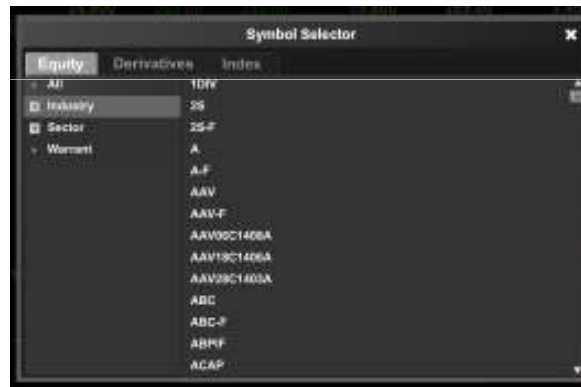 Symbol Selector
Equity Derivatives Index
All
Industry
Sector
Warrant
1DIV
2S
2S-F
A
A-F
AAV
AAV-F
AAV06C1408A
AAV18C1406A
AAV28C1403A
ABC
ABC-F
ABPIF
ACAP